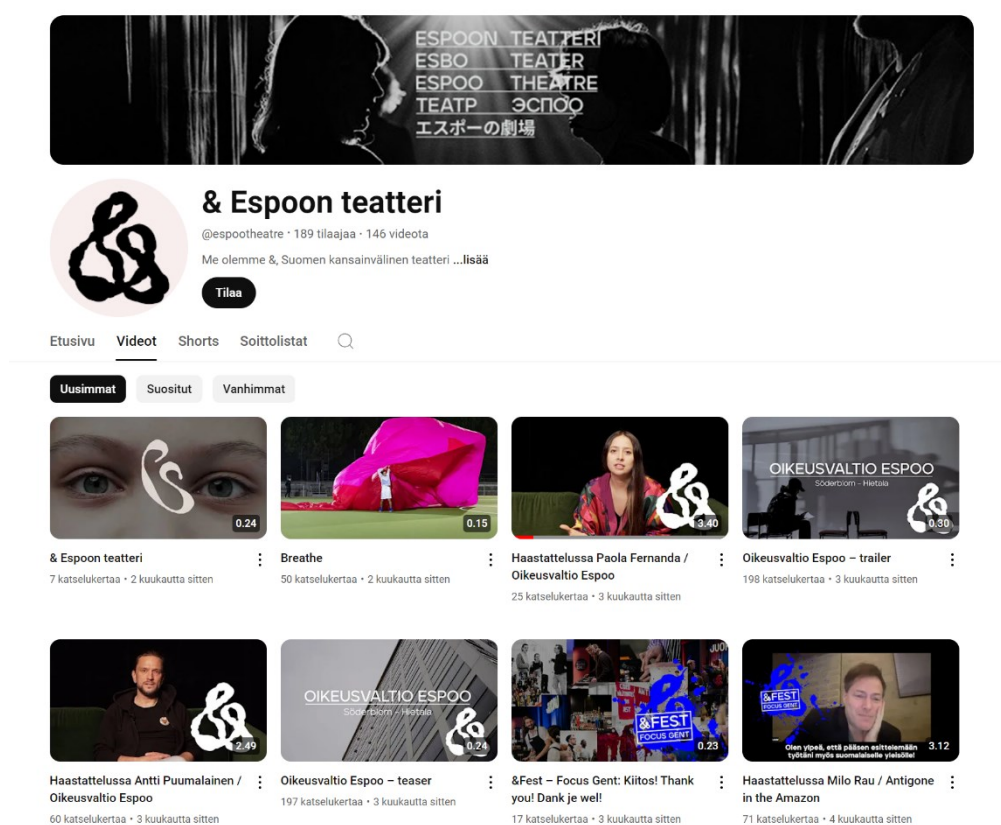 ESPOON TEATTERI
ESBO TEATER
ESPOO THEATRE
ТЕАТР ЭСПОО
エスポーの劇場
& Espoon teatteri
@espootheatre · 189 tilaajaa · 146 videota
Me olemme &, Suomen kansainvälinen teatteri ...lisää
Tilaa
Etusivu Videot Shorts Soittolistat
Uusimmat Suositut Vanhimmat
0.24
& Espoon teatteri
7 katselukertaa • 2 kuukautta sitten
0.15
Breathe
50 katselukertaa • 2 kuukautta sitten
&
3.40
Haastattelussa Paola Fernanda /
Oikeusvaltio Espoo
25 katselukertaa • 3 kuukautta sitten
OIKEUSVALTIO ESPOO
Söderblom - Hietala
&
0.30
Oikeusvaltio Espoo – trailer
198 katselukertaa • 3 kuukautta sitten
&
2.49
Haastattelussa Antti Puumalainen /
Oikeusvaltio Espoo
60 katselukertaa • 3 kuukautta sitten
OIKEUSVALTIO ESPOO
Söderblom - Hietala
&
0.24
Oikeusvaltio Espoo – teaser
197 katselukertaa • 3 kuukautta sitten
&
&FEST
FOCUS GENT
0.23
&Fest – Focus Gent: Kiitos! Thank
you! Dank je wel!
17 katselukertaa • 3 kuukautta sitten
&FEST
FOCUS GENT
Olen ylpeä, että pääsen esittelemään
työtäni myös suomalaiselle yleisölle!
3.12
Haastattelussa Milo Rau / Antigone
in the Amazon
71 katselukertaa • 4 kuukautta sitten